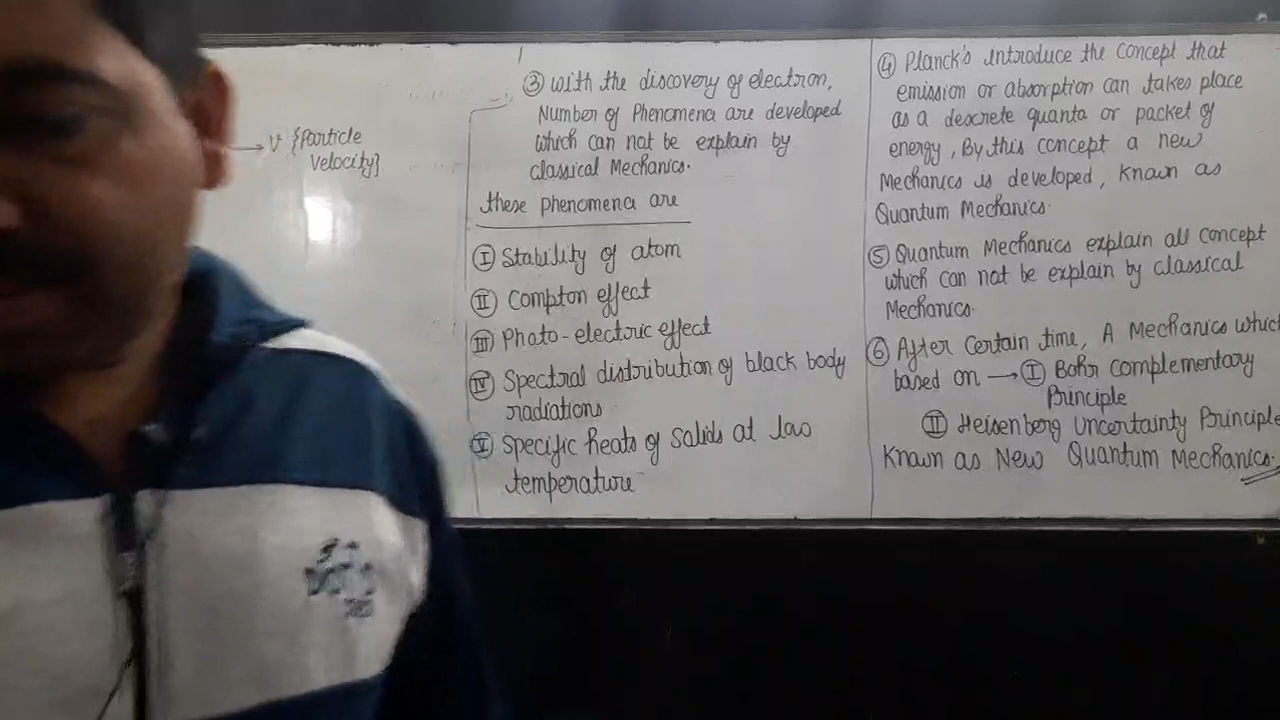 → v {Particle
Velocity}
③ With the discovery of electron,
Number of Phenomena are developed
which can not be explain by
classical Mechanics.
these phenomena are
Ⓘ Stability of atom
Ⅱ Compton effect
Ⅲ Photo-electric effect
Ⅳ Spectral distribution of black body
radiations
Ⅴ Specific heats of Solids at low
temperature
④ Planck's introduce the concept that
emission or absorption can takes place
as a descrete quanta or packet of
energy, By this concept a new
Mechanics is developed, known as
Quantum Mechanics.
⑤ Quantum Mechanics explain all concept
which can not be explain by classical
Mechanics.
⑥ After Certain time, A Mechanics which
based on → Ⓘ Bohr Complementary
Principle
Ⅱ Heisenberg Uncertainty Principle
Known as New Quantum Mechanics.